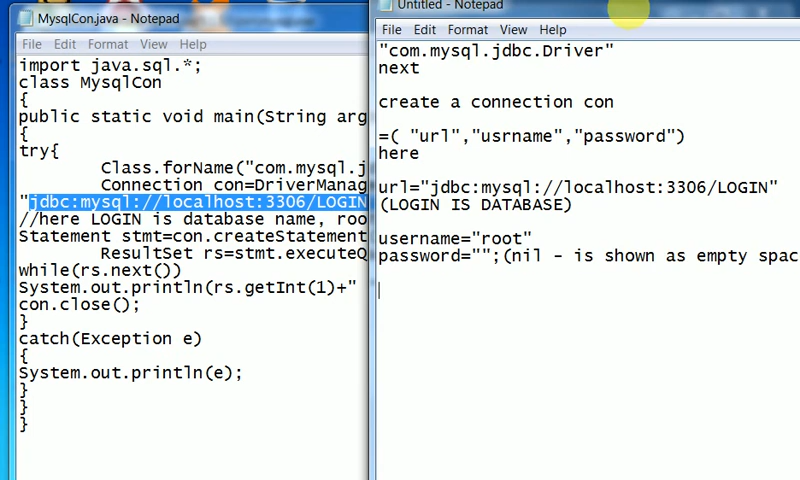 MysqlCon.java - Notepad
File Edit Format View Help
import java.sql.*;
class MysqlCon
{
public static void main(String arg
{
try{
Class.forName("com.mysql.j
Connection con=DriverManag
"jdbc:mysql://localhost:3306/LOGIN
//here LOGIN is database name, roo
Statement stmt=con.createStatement
ResultSet rs=stmt.executeQ
while(rs.next())
System.out.println(rs.getInt(1)+"
con.close();
}
catch(Exception e)
{
System.out.println(e);
}
}
}
Untitled - Notepad
File Edit Format View Help
"com.mysql.jdbc.Driver"
next
create a connection con
=( "url","usrname","password")
here
url="jdbc:mysql://localhost:3306/LOGIN"
(LOGIN IS DATABASE)
username="root"
password="";(nil - is shown as empty spac